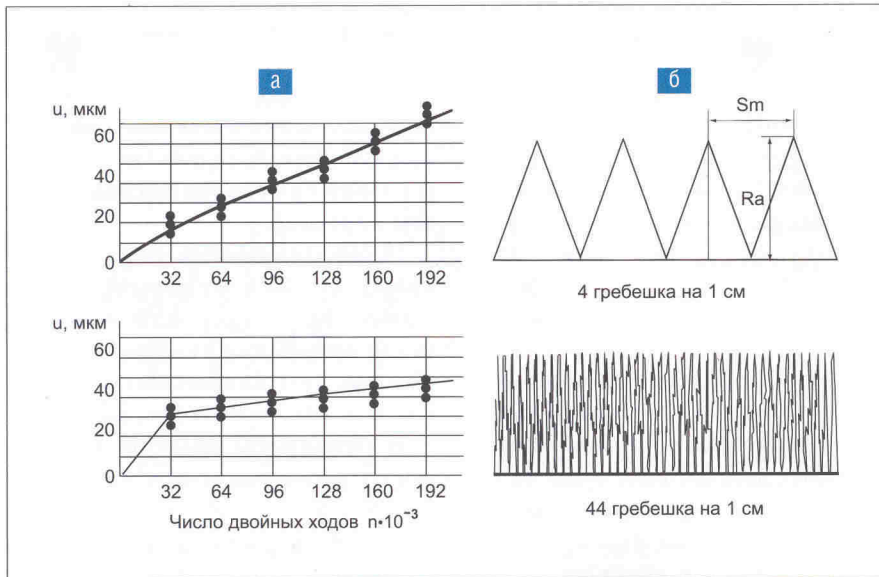 а
u, мкм
60
40
20
0
32 64 96 128 160 192
б
Sm
Ra
4 гребешка на 1 см
u, мкм
60
40
20
0
32 64 96 128 160 192
Число двойных ходов n·10⁻³
44 гребешка на 1 см